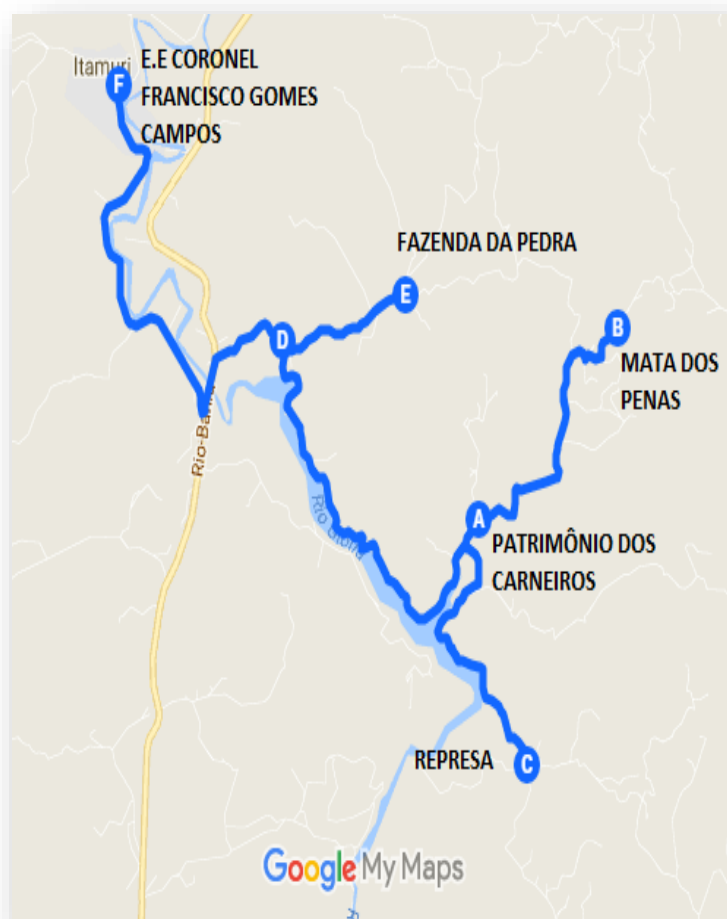 Itamuri
F
E.E CORONEL
FRANCISCO GOMES
CAMPOS
FAZENDA DA PEDRA
E
B
D
MATA DOS
PENAS
Rio-Bahia
A
PATRIMÔNIO DOS
CARNEIROS
REPRESA
C
Google My Maps